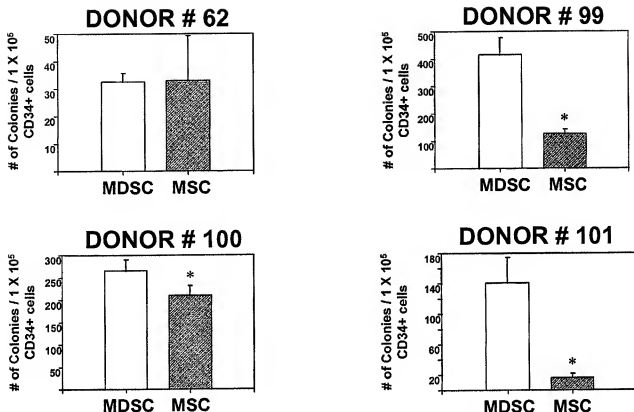 DONOR # 62
# of Colonies / 1 X 10⁵
CD34+ cells
50
40
30
20
10
MDSC MSC
DONOR # 99
# of Colonies / 1 X 10⁵
CD34+ cells
500
400
300
200
100
*
MDSC MSC
DONOR # 100
# of Colonies / 1 X 10⁵
CD34+ cells
300
250
200
150
100
50
*
MDSC MSC
DONOR # 101
# of Colonies / 1 X 10⁵
CD34+ cells
180
140
100
60
20
*
MDSC MSC